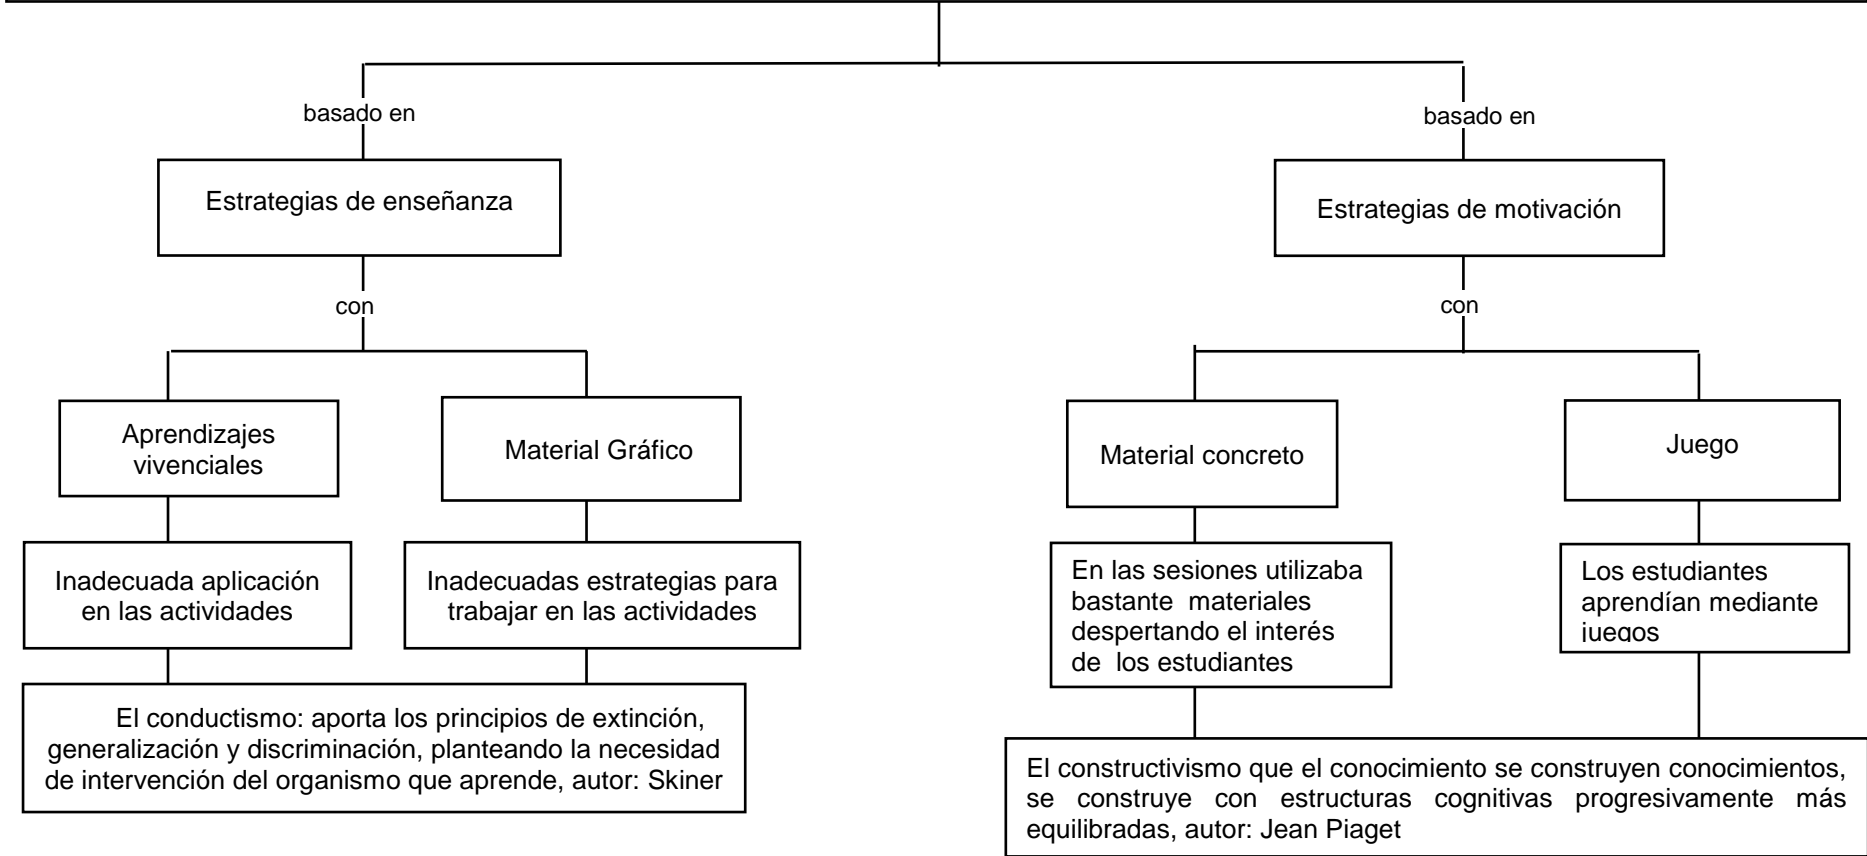 basado en
basado en
Estrategias de enseñanza
Estrategias de motivación
con
con
Aprendizajes
vivenciales
Material Gráfico
Material concreto
Juego
Inadecuada aplicación
en las actividades
Inadecuadas estrategias para
trabajar en las actividades
En las sesiones utilizaba
bastante materiales
despertando el interés
de los estudiantes
Los estudiantes
aprendían mediante
juegos
El conductismo: aporta los principios de extinción,
generalización y discriminación, planteando la necesidad
de intervención del organismo que aprende, autor: Skiner
El constructivismo que el conocimiento se construyen conocimientos,
se construye con estructuras cognitivas progresivamente más
equilibradas, autor: Jean Piaget